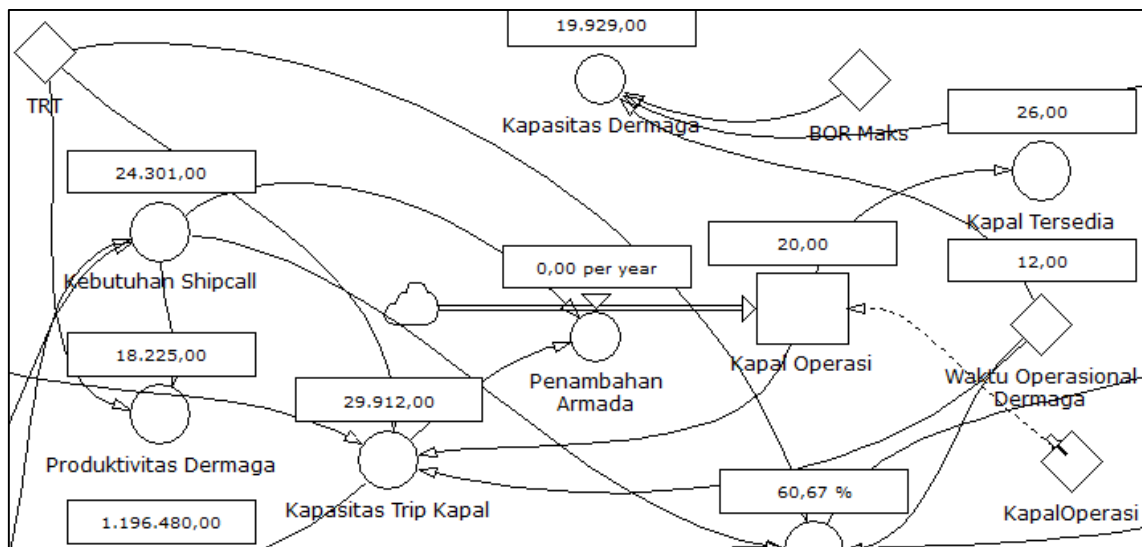 19.929,00
TRT
Kapasitas Dermaga
BOR Maks
26,00
24.301,00
Kapal Tersedia
Kebutuhan Shipcall
0,00 per year
20,00
12,00
18.225,00
Kapal Operasi
Penambahan
Armada
Waktu Operasional
Dermaga
29.912,00
Produktivitas Dermaga
Kapasitas Trip Kapal
60,67 %
KapalOperasi
1.196.480,00